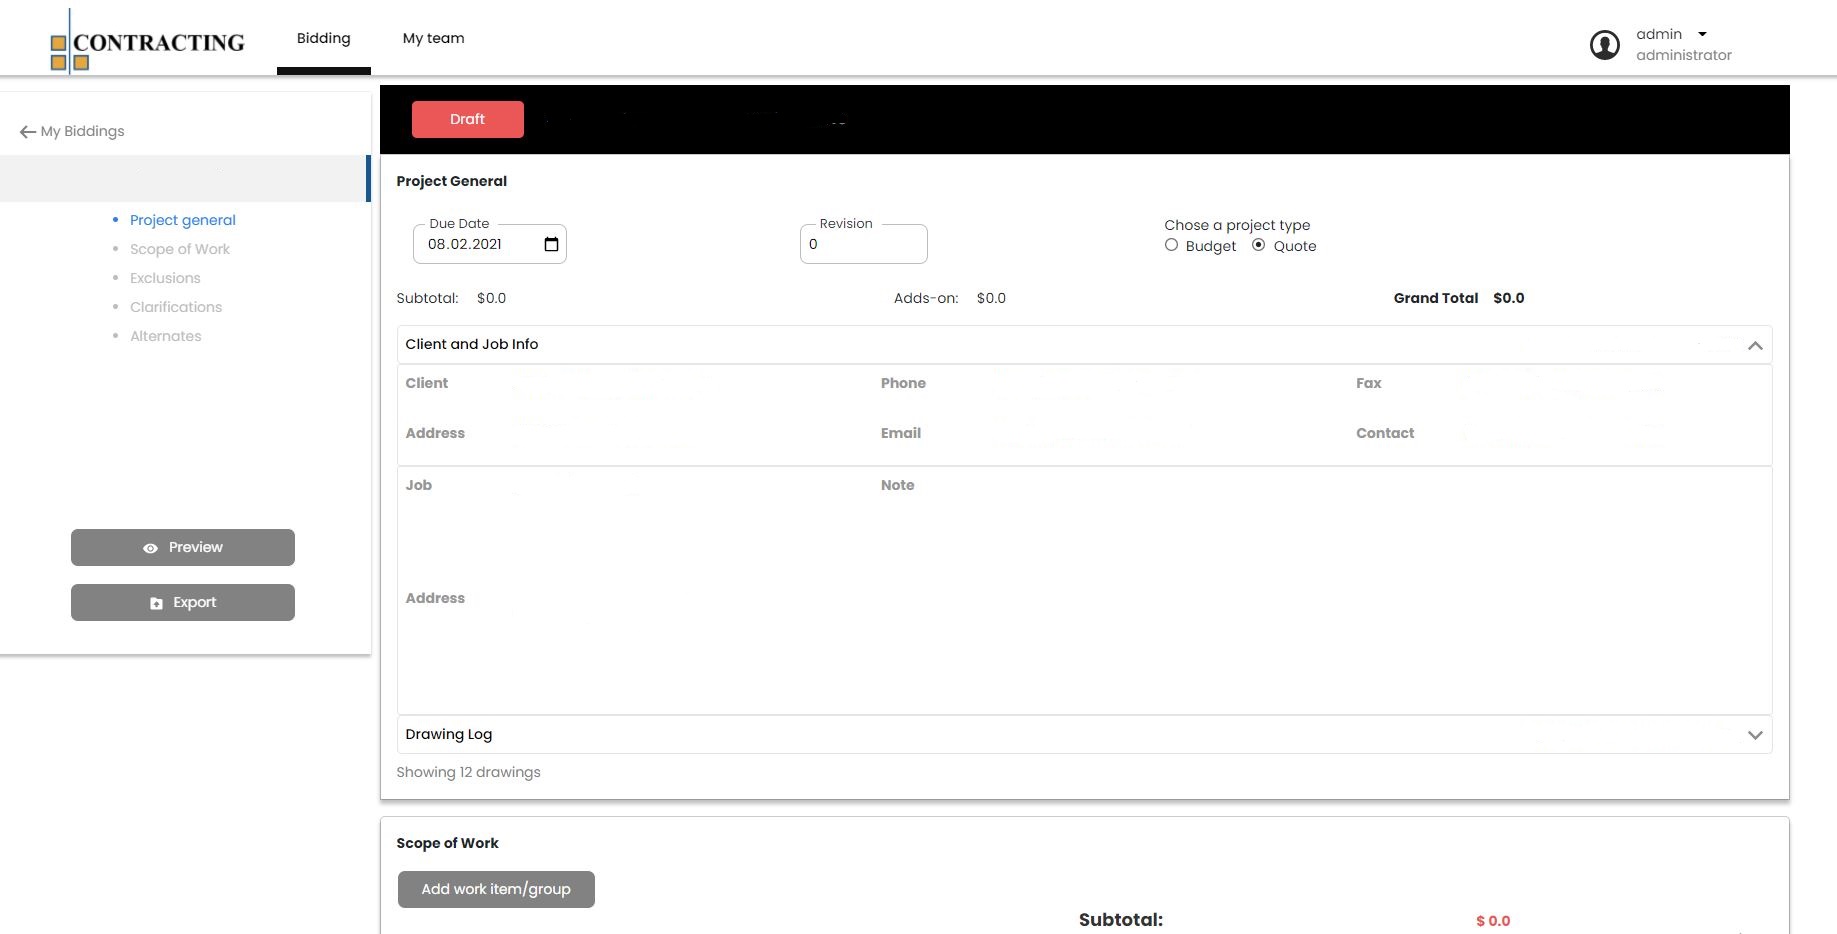 CONTRACTING
Bidding
My team
admin
administrator
My Biddings
Project general
Scope of Work
Exclusions
Clarifications
Alternates
Preview
Export
Draft
Project General
Due Date
08.02.2021
Revision
0
Chose a project type
Budget Quote
Subtotal: $0.0 Adds-on: $0.0 Grand Total $0.0
Client and Job Info
Client Phone Fax
Address Email Contact
Job Note
Address
Drawing Log
Showing 12 drawings
Scope of Work
Add work item/group
Subtotal: $ 0.0